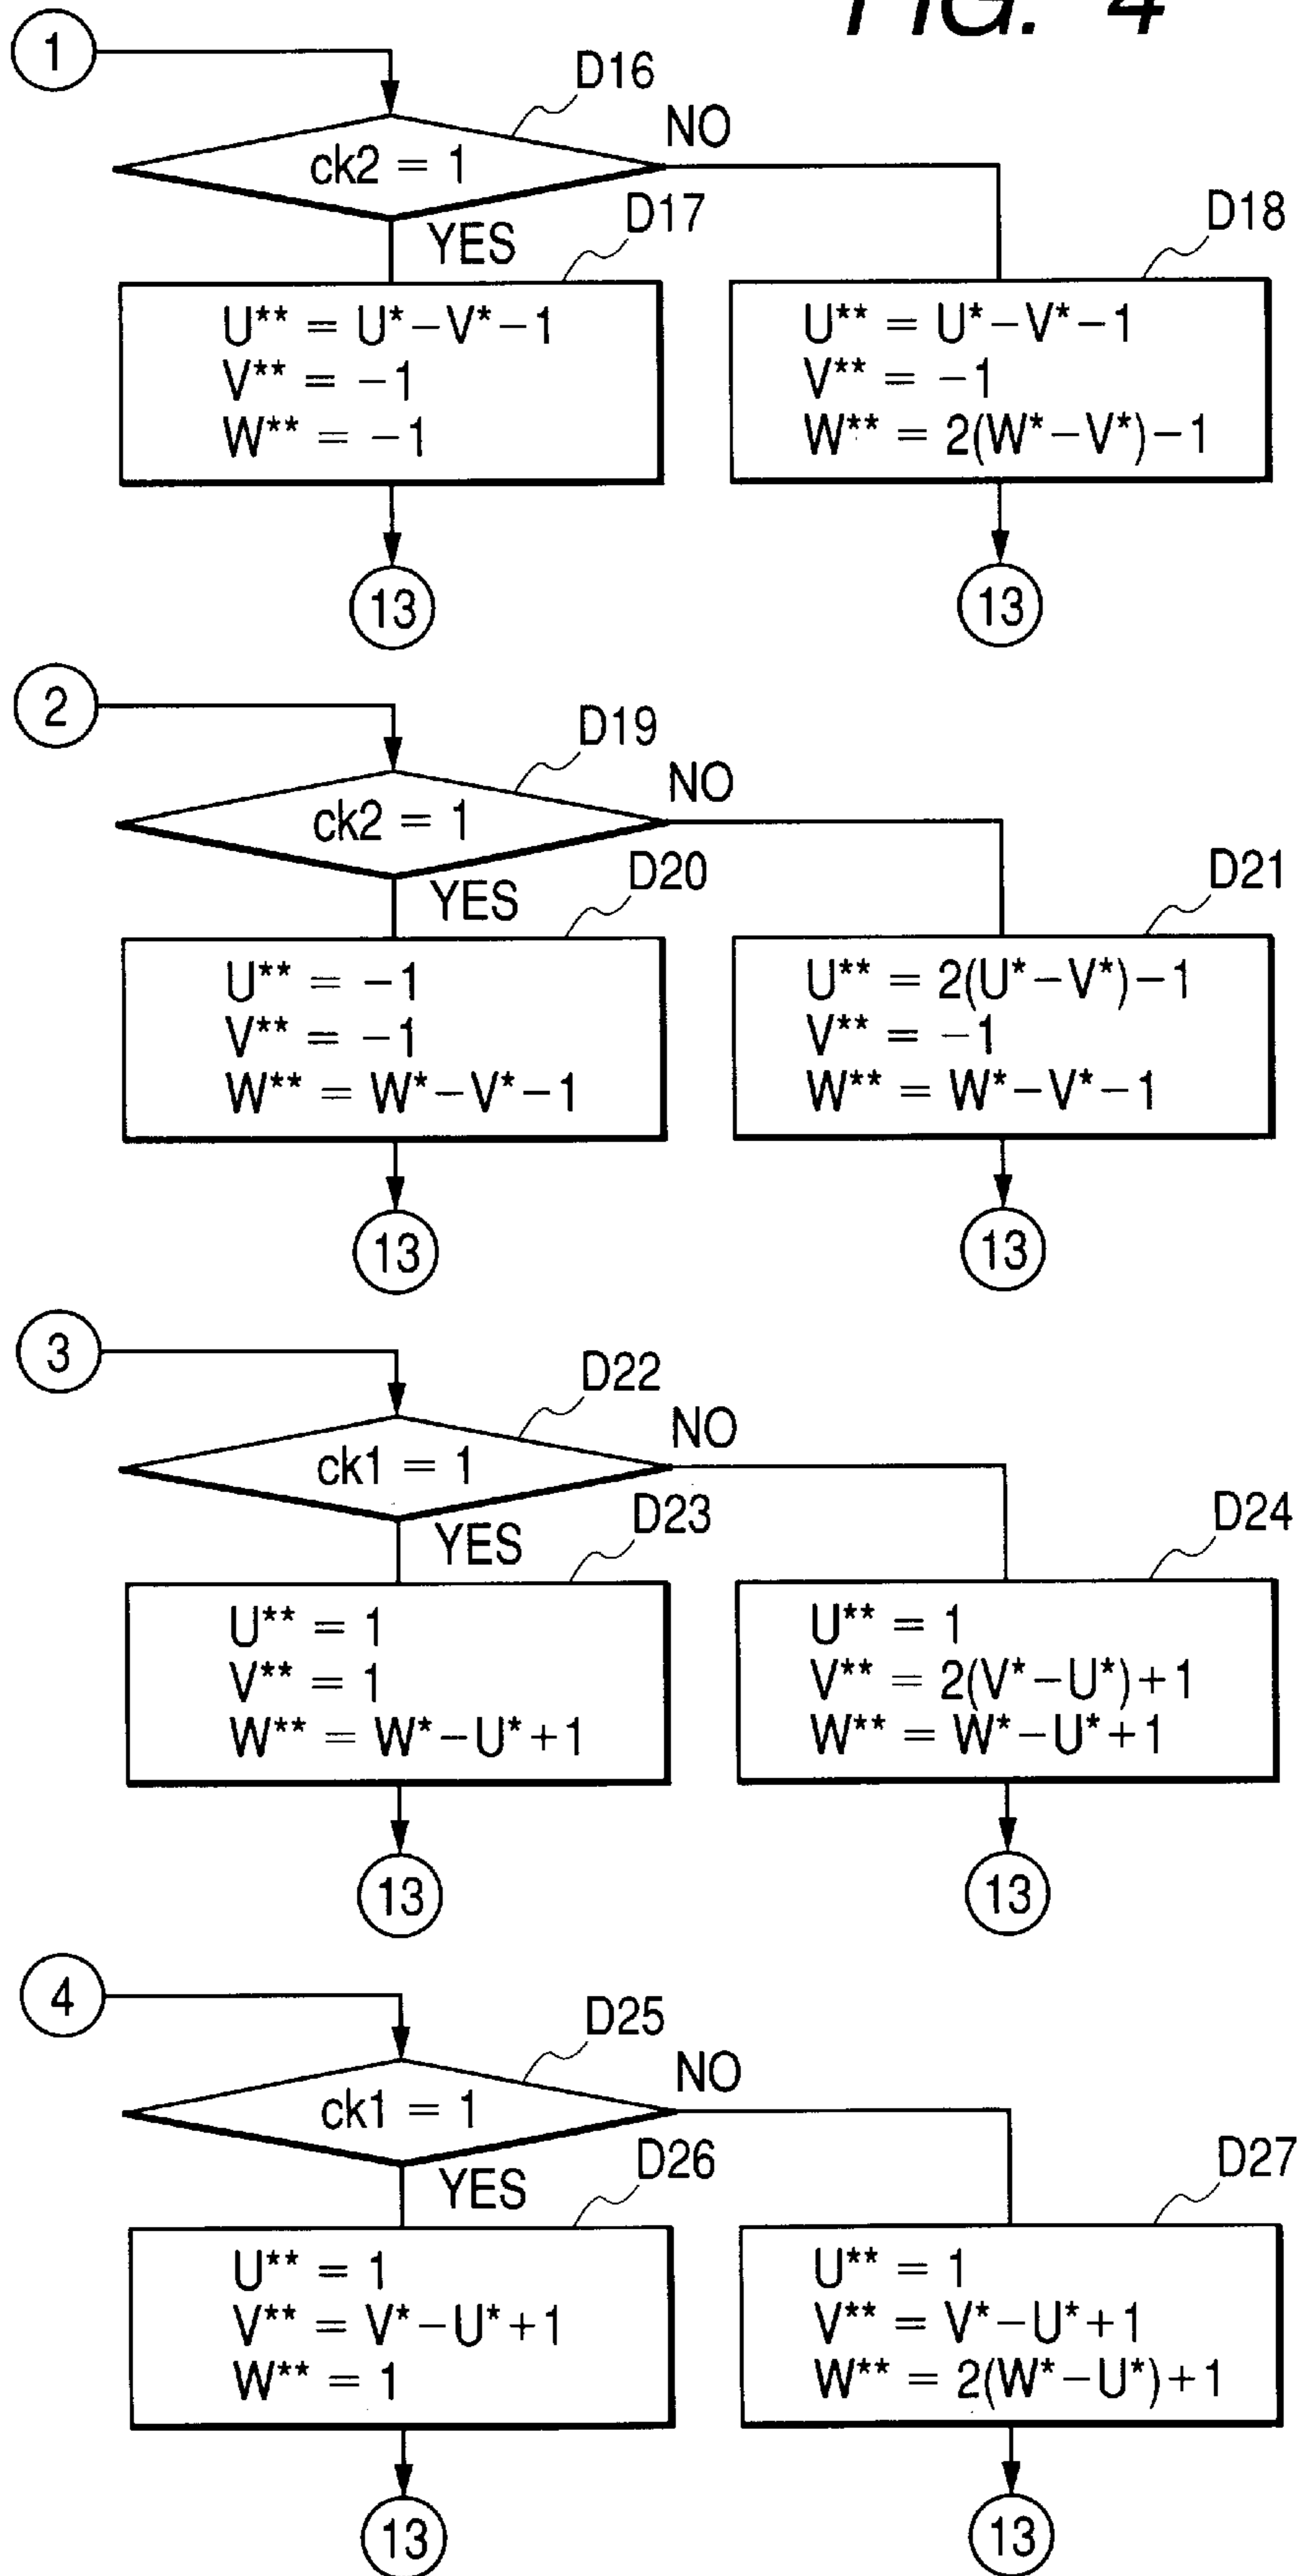 FIG. 4
1
D16
ck2 = 1
NO
YES
D17
D18
U** = U*-V*-1
V** = -1
W** = -1
U** = U*-V*-1
V** = -1
W** = 2(W*-V*)-1
13
13
2
D19
ck2 = 1
NO
YES
D20
D21
U** = -1
V** = -1
W** = W*-V*-1
U** = 2(U*-V*)-1
V** = -1
W** = W*-V*-1
13
13
3
D22
ck1 = 1
NO
YES
D23
D24
U** = 1
V** = 1
W** = W*-U*+1
U** = 1
V** = 2(V*-U*)+1
W** = W*-U*+1
13
13
4
D25
ck1 = 1
NO
YES
D26
D27
U** = 1
V** = V*-U*+1
W** = 1
U** = 1
V** = V*-U*+1
W** = 2(W*-U*)+1
13
13